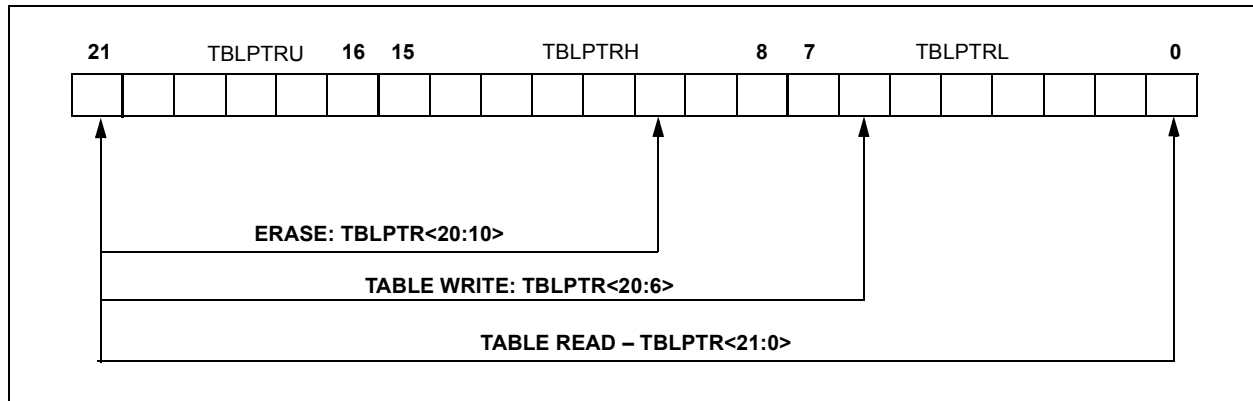 21 TBLPTRU 16 15 TBLPTRH 8 7 TBLPTRL 0
ERASE: TBLPTR<20:10>
TABLE WRITE: TBLPTR<20:6>
TABLE READ – TBLPTR<21:0>